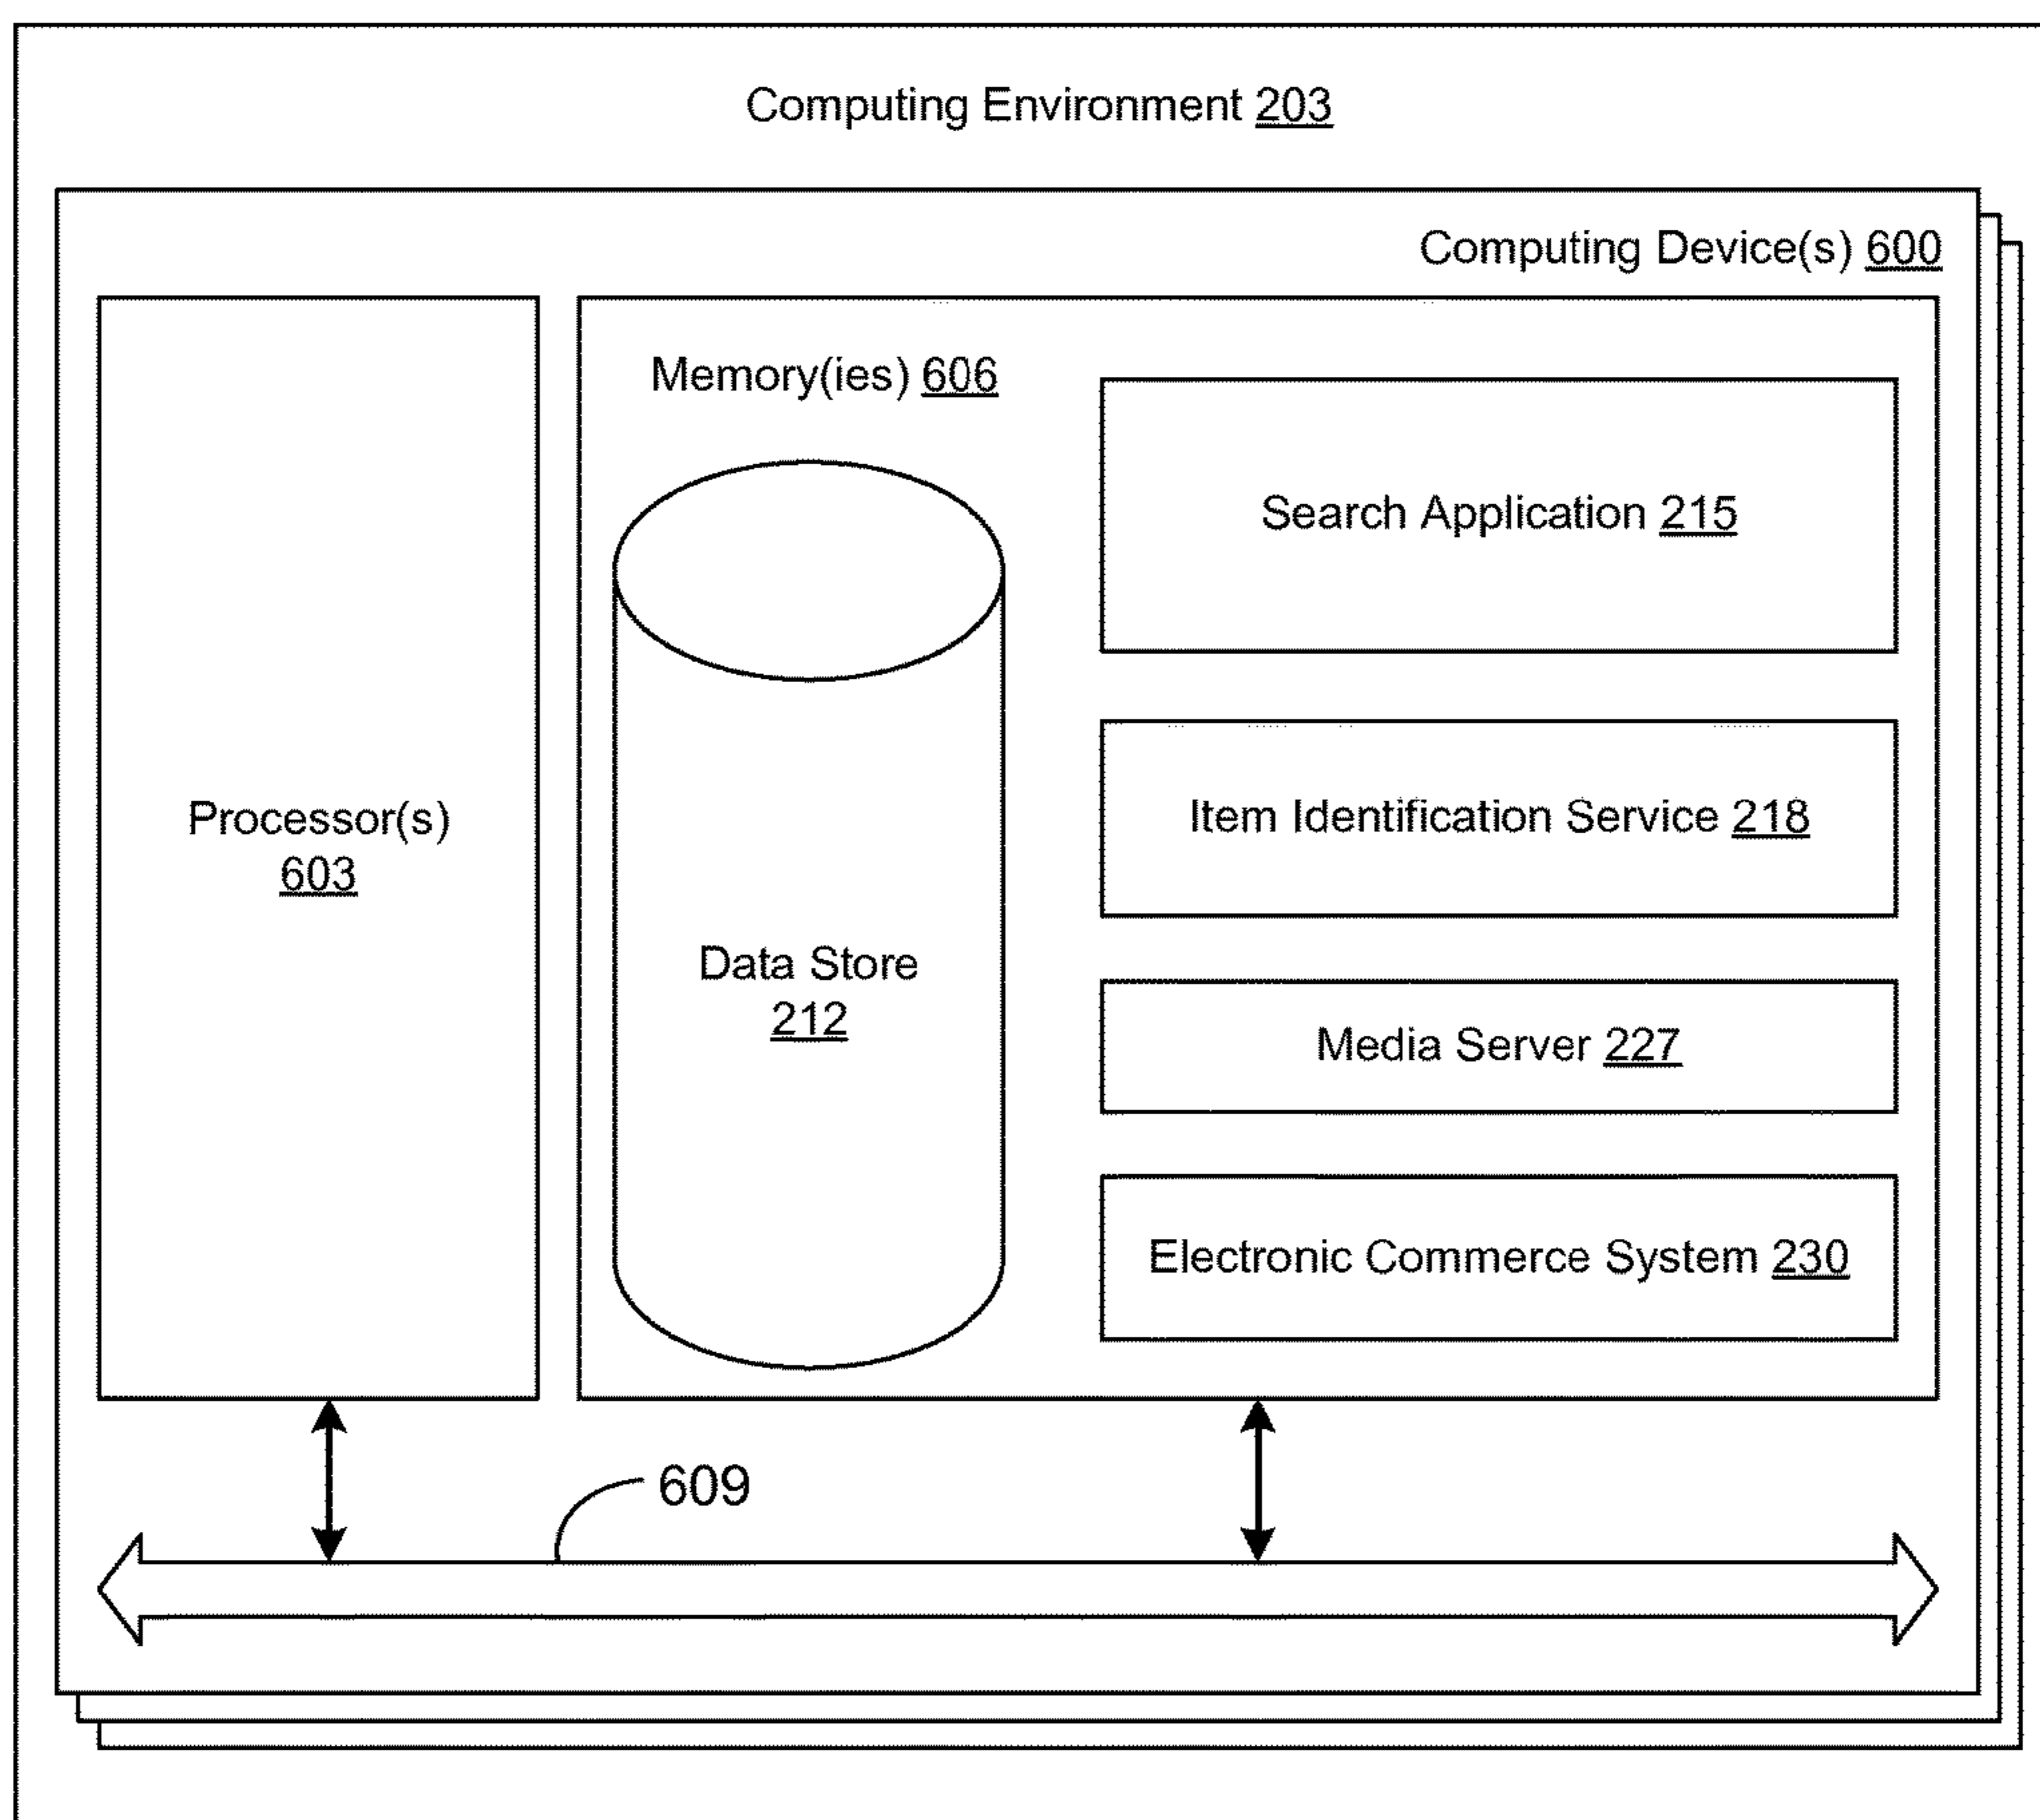 Computing Environment 203
Computing Device(s) 600
Memory(ies) 606
Search Application 215
Processor(s)
603
Item Identification Service 218
Data Store
212
Media Server 227
Electronic Commerce System 230
609